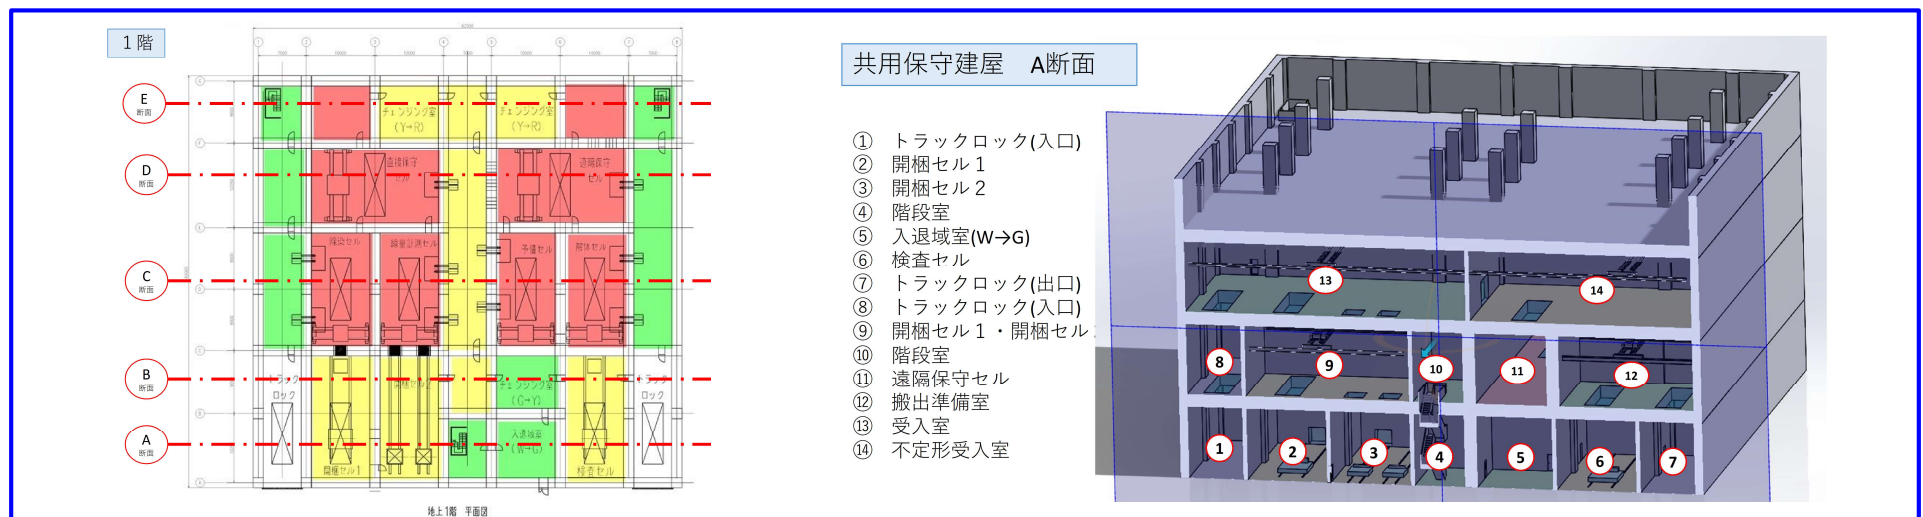 1階
E
断面
D
断面
C
断面
B
断面
A
断面
チェンジング室
(Y→R)
チェンジング室
(Y→R)
直接保守
セル
遠隔保守
セル
除染セル
線量計測セル
予備セル
解体セル
トラック
ロック
開梱セル2
チェンジング室
(G→Y)
トラック
ロック
開梱セル1
入退域室
(W→G)
検査セル
地上1階 平面図
共用保守建屋 A断面
① トラックロック(入口)
② 開梱セル1
③ 開梱セル2
④ 階段室
⑤ 入退域室(W→G)
⑥ 検査セル
⑦ トラックロック(出口)
⑧ トラックロック(入口)
⑨ 開梱セル1・開梱セル
⑩ 階段室
⑪ 遠隔保守セル
⑫ 搬出準備室
⑬ 受入室
⑭ 不定形受入室
13
14
8
9
10
11
12
1
2
3
4
5
6
7